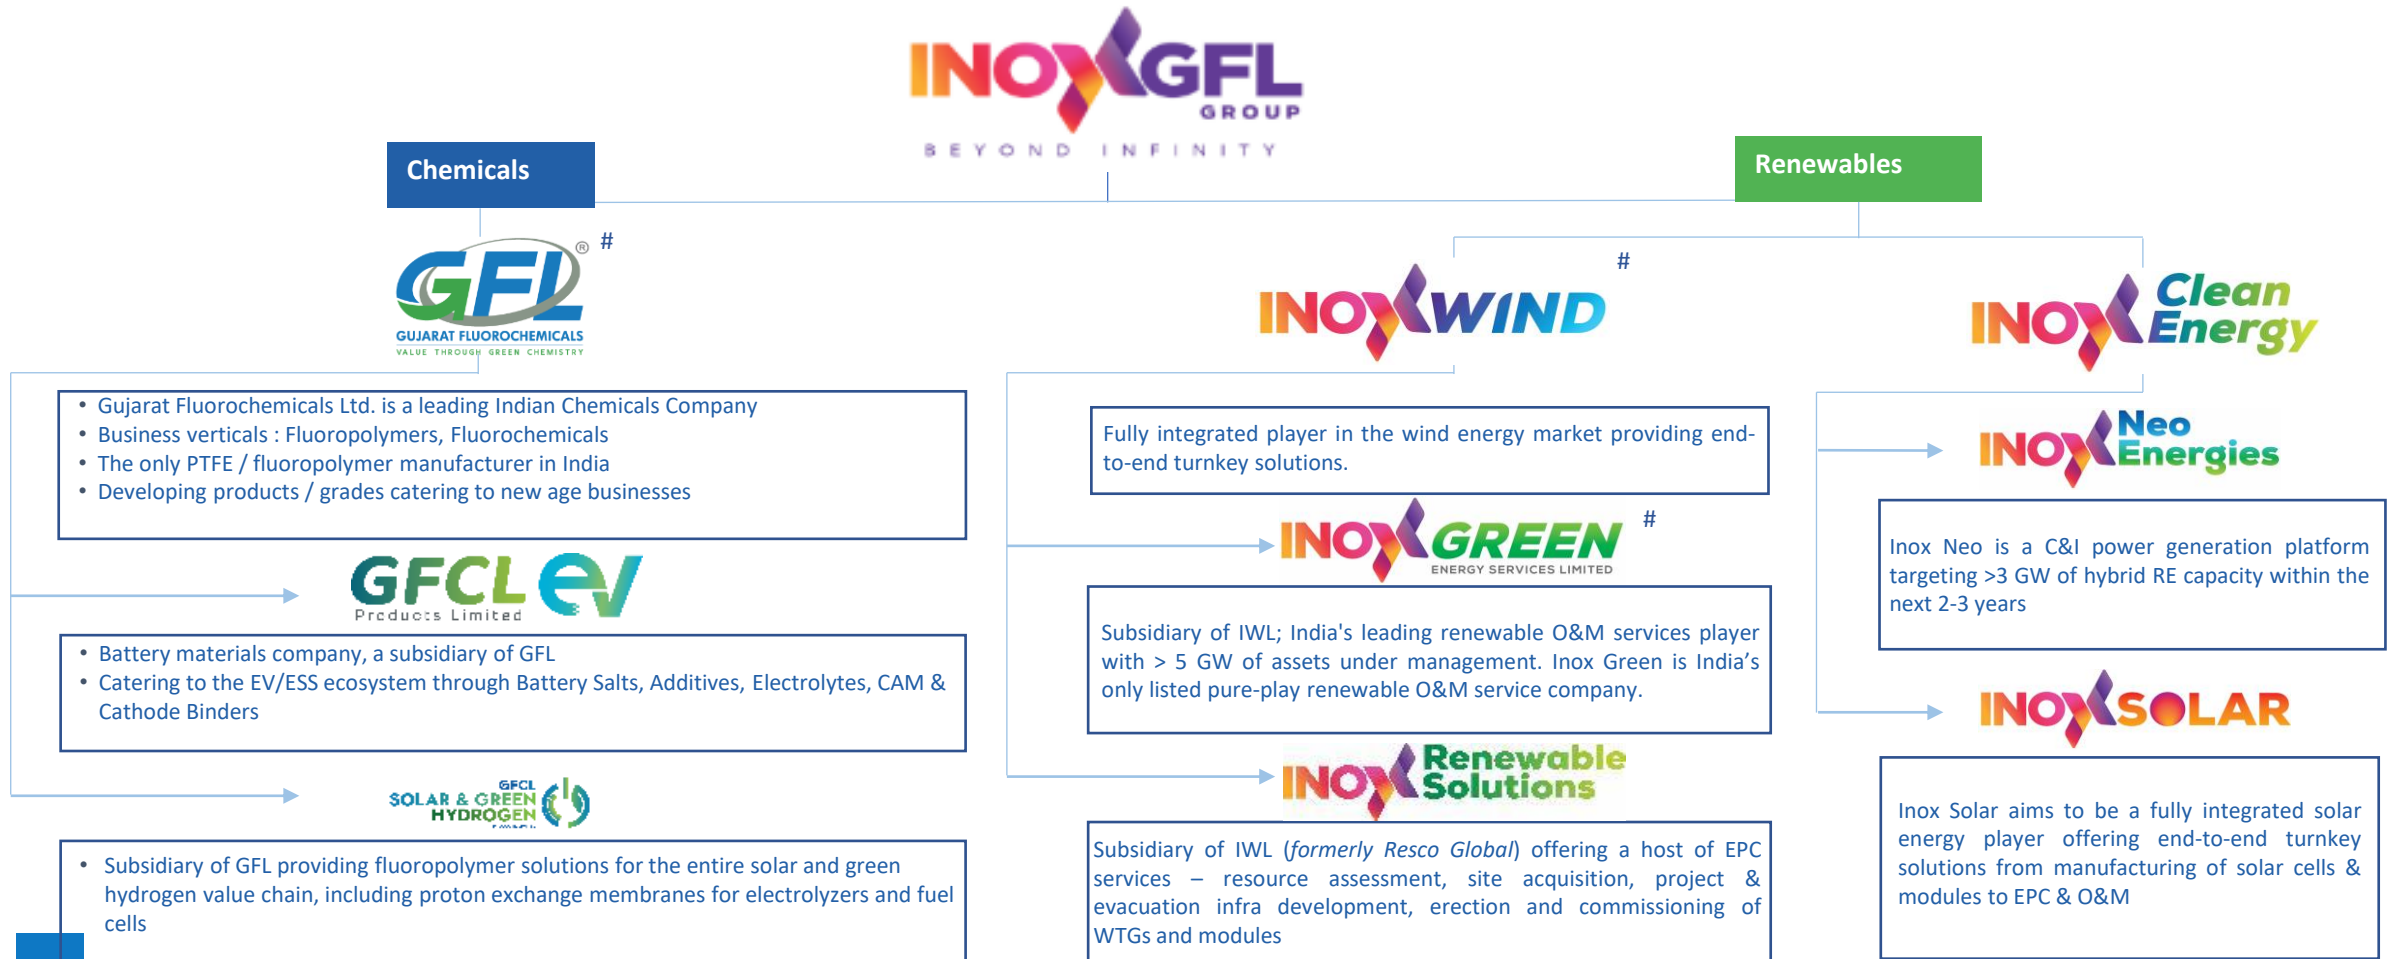 INOXGFL
GROUP
BEYOND INFINITY
Chemicals
Renewables
GFL ® #
GUJARAT FLUOROCHEMICALS
VALUE THROUGH GREEN CHEMISTRY
• Gujarat Fluorochemicals Ltd. is a leading Indian Chemicals Company
• Business verticals : Fluoropolymers, Fluorochemicals
• The only PTFE / fluoropolymer manufacturer in India
• Developing products / grades catering to new age businesses
GFCL EV
Products Limited
• Battery materials company, a subsidiary of GFL
• Catering to the EV/ESS ecosystem through Battery Salts, Additives, Electrolytes, CAM &
Cathode Binders
GFCL
SOLAR & GREEN
HYDROGEN
• Subsidiary of GFL providing fluoropolymer solutions for the entire solar and green
hydrogen value chain, including proton exchange membranes for electrolyzers and fuel
cells
INOXWIND #
Fully integrated player in the wind energy market providing end-
to-end turnkey solutions.
INOXGREEN #
ENERGY SERVICES LIMITED
Subsidiary of IWL; India's leading renewable O&M services player
with > 5 GW of assets under management. Inox Green is India’s
only listed pure-play renewable O&M service company.
INOX Renewable
Solutions
Subsidiary of IWL (formerly Resco Global) offering a host of EPC
services – resource assessment, site acquisition, project &
evacuation infra development, erection and commissioning of
WTGs and modules
INOX Clean
Energy
INOX Neo
Energies
Inox Neo is a C&I power generation platform
targeting >3 GW of hybrid RE capacity within the
next 2-3 years
INOXSOLAR
Inox Solar aims to be a fully integrated solar
energy player offering end-to-end turnkey
solutions from manufacturing of solar cells &
modules to EPC & O&M